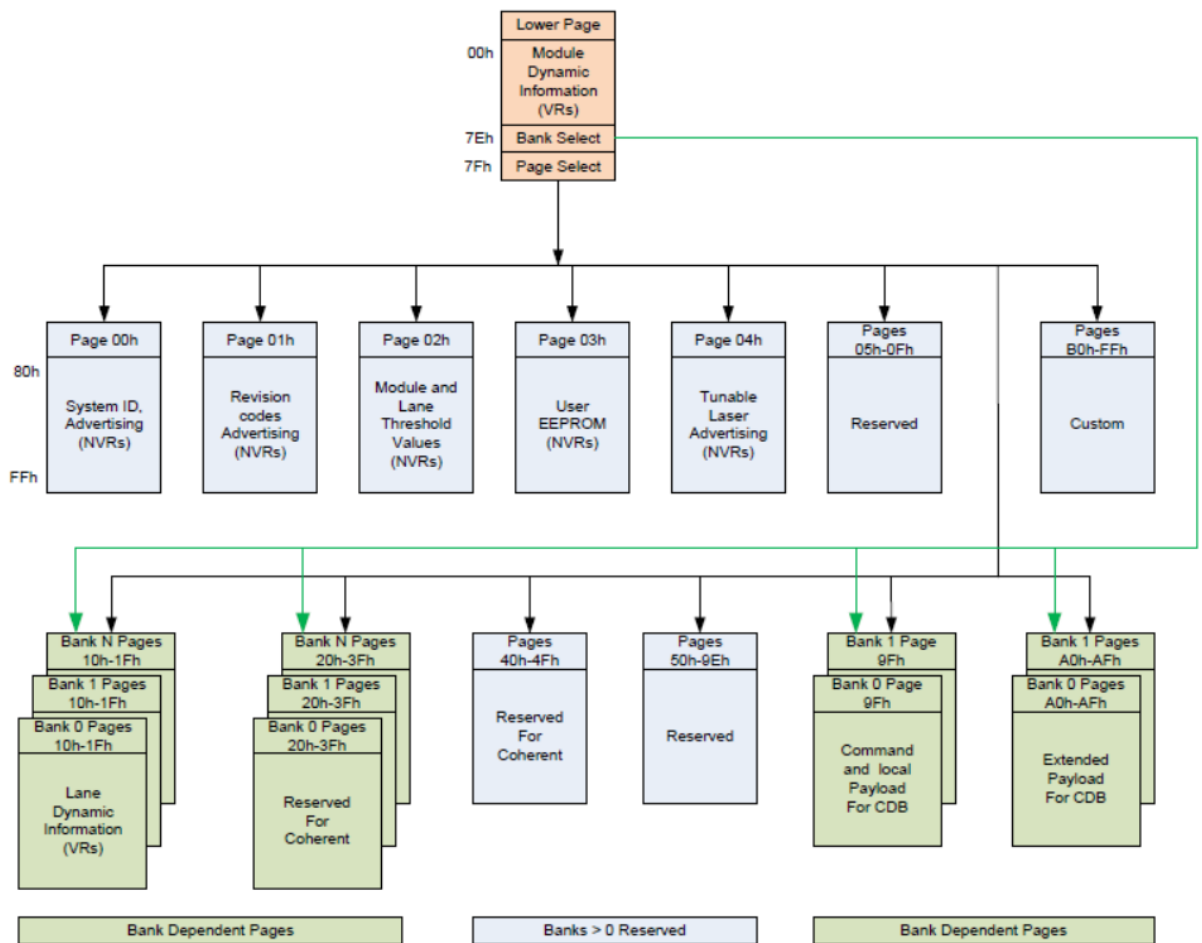 Lower Page
00h
Module
Dynamic
Information
(VRs)
7Eh
Bank Select
7Fh
Page Select
Page 00h
Page 01h
Page 02h
Page 03h
Page 04h
Pages
05h-0Fh
Pages
B0h-FFh
80h
System ID,
Advertising
(NVRs)
Revision
codes
Advertising
(NVRs)
Module and
Lane
Threshold
Values
(NVRs)
User
EEPROM
(NVRs)
Tunable
Laser
Advertising
(NVRs)
Reserved
Custom
FFh
Bank N Pages
10h-1Fh
Bank 1 Pages
10h-1Fh
Bank 0 Pages
10h-1Fh
Lane
Dynamic
Information
(VRs)
Bank N Pages
20h-3Fh
Bank 1 Pages
20h-3Fh
Bank 0 Pages
20h-3Fh
Reserved
For
Coherent
Pages
40h-4Fh
Reserved
For
Coherent
Pages
50h-9Eh
Reserved
Bank 1 Page
9Fh
Bank 0 Page
9Fh
Command
and local
Payload
For CDB
Bank 1 Pages
A0h-AFh
Bank 0 Pages
A0h-AFh
Extended
Payload
For CDB
Bank Dependent Pages
Banks > 0 Reserved
Bank Dependent Pages